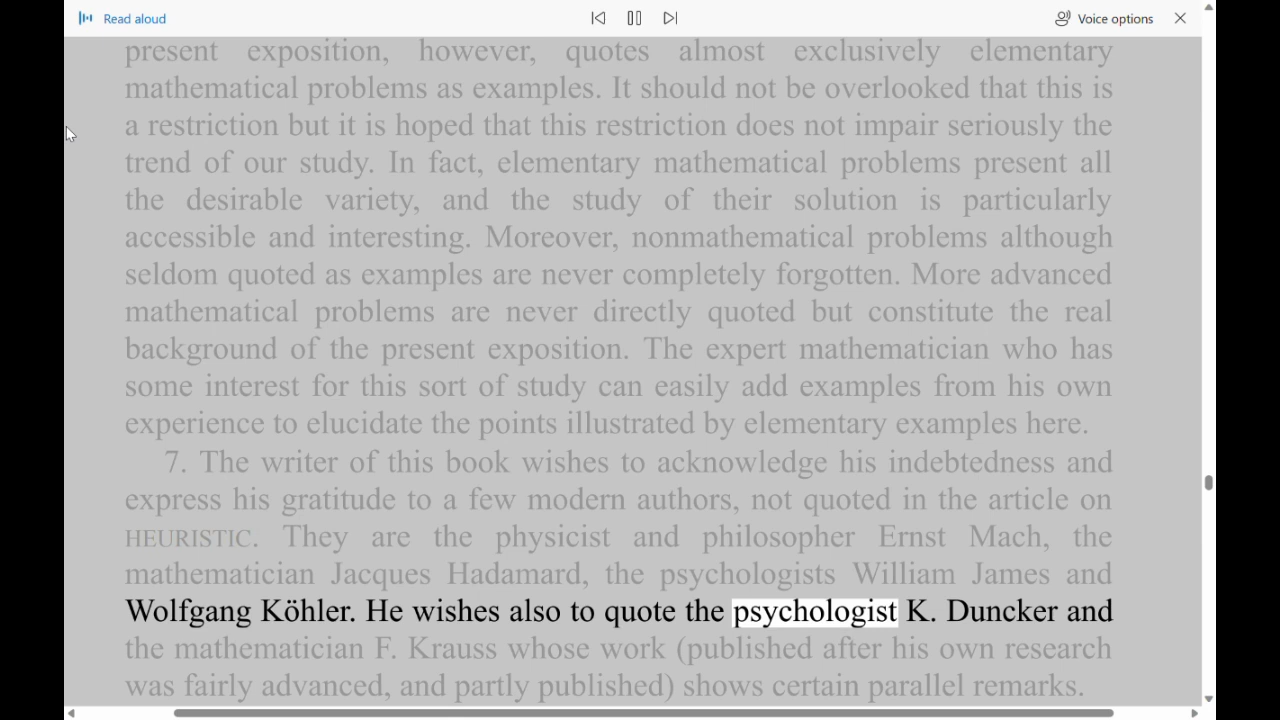 Read aloud
Voice options
present exposition, however, quotes almost exclusively elementary
mathematical problems as examples. It should not be overlooked that this is
a restriction but it is hoped that this restriction does not impair seriously the
trend of our study. In fact, elementary mathematical problems present all
the desirable variety, and the study of their solution is particularly
accessible and interesting. Moreover, nonmathematical problems although
seldom quoted as examples are never completely forgotten. More advanced
mathematical problems are never directly quoted but constitute the real
background of the present exposition. The expert mathematician who has
some interest for this sort of study can easily add examples from his own
experience to elucidate the points illustrated by elementary examples here.
7. The writer of this book wishes to acknowledge his indebtedness and
express his gratitude to a few modern authors, not quoted in the article on
HEURISTIC. They are the physicist and philosopher Ernst Mach, the
mathematician Jacques Hadamard, the psychologists William James and
Wolfgang Köhler. He wishes also to quote the psychologist K. Duncker and
the mathematician F. Krauss whose work (published after his own research
was fairly advanced, and partly published) shows certain parallel remarks.